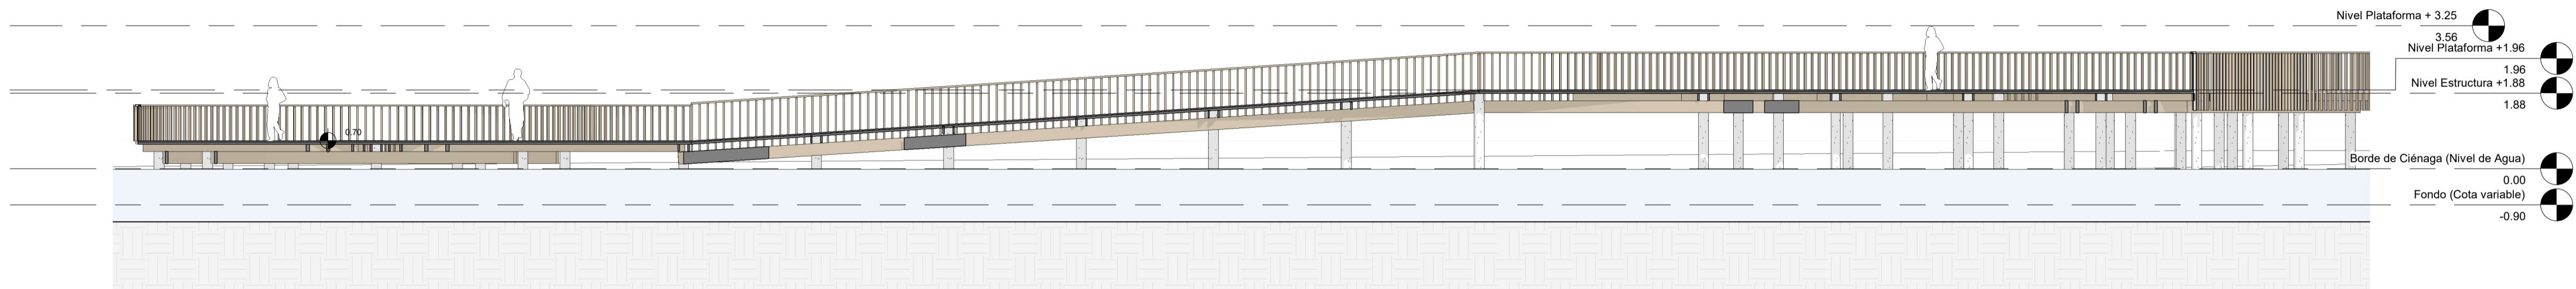 Nivel Plataforma + 3.25
3.56
Nivel Plataforma +1.96
1.96
Nivel Estructura +1.88
1.88
0.70
Borde de Ciénaga (Nivel de Agua)
0.00
Fondo (Cota variable)
-0.90